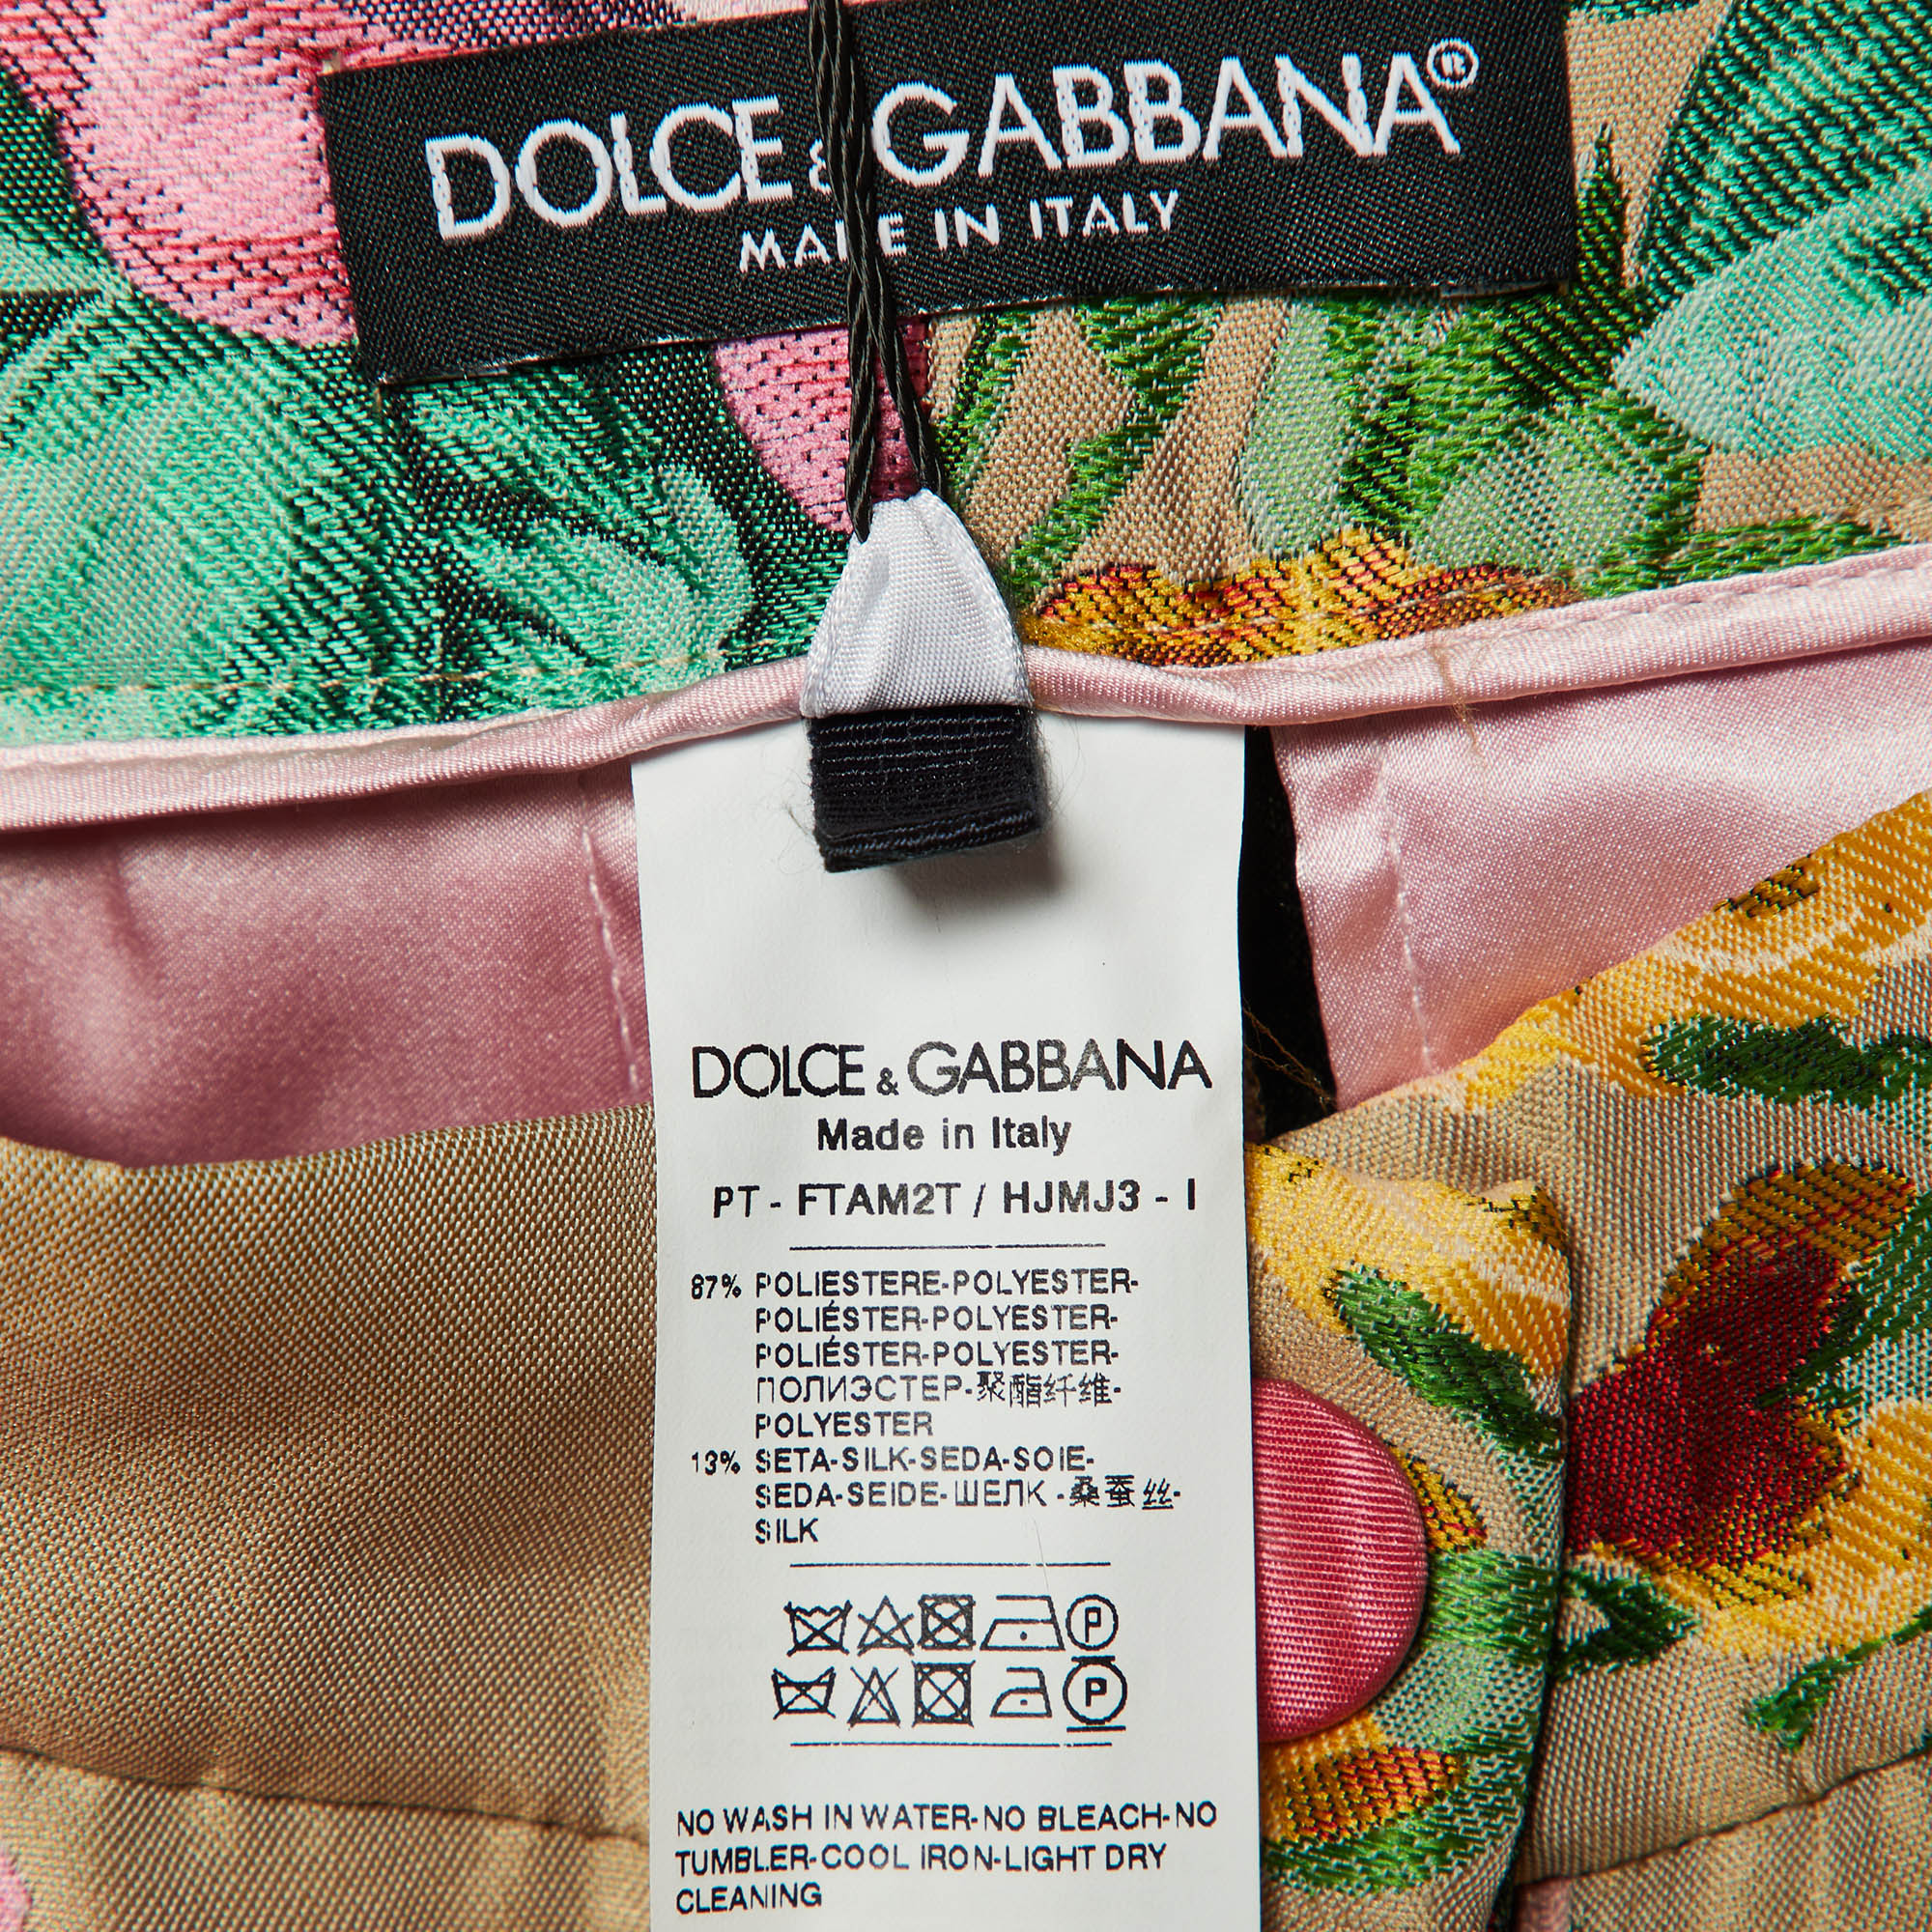 DOLCE & GABBANA®
MADE IN ITALY
DOLCE & GABBANA
Made in Italy
PT - FTAM2T / HJMJ3 - I
87% POLIESTERE-POLYESTER-
POLIÉSTER-POLYESTER-
POLIÉSTER-POLYESTER-
ПОЛИЭСТЕР-聚酯纤维-
POLYESTER
13% SETA-SILK-SEDA-SOIE-
SEDA-SEIDE-ШЕЛК-桑蚕丝-
SILK
P
P
NO WASH IN WATER-NO BLEACH-NO
TUMBLER-COOL IRON-LIGHT DRY
CLEANING